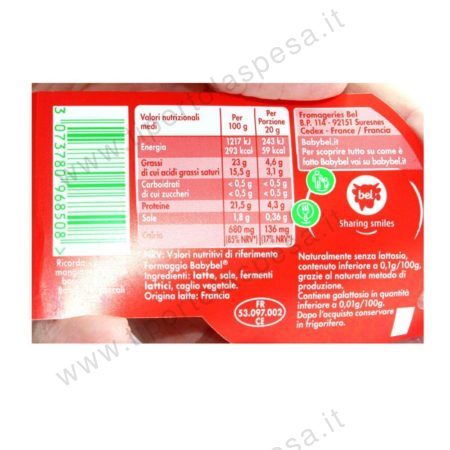 3073780968508>
Valori nutrizionali medi
Per 100 g
Per Porzione 20 g
Energia
1217 kJ 293 kcal
243 kJ 59 kcal
Grassi
23 g
4,6 g
di cui acidi grassi saturi
15,5 g
3,1 g
Carboidrati
< 0,5 g
< 0,5 g
di cui zuccheri
< 0,5 g
< 0,5 g
Proteine
21,5 g
4,3 g
Sale
1,8 g
0,36 g
Calcio
680 mg (85% NRV*)
136 mg (17% NRV*)
*NRV: Valori nutritivi di riferimento
Formaggio Babybel®
Ingredienti: latte, sale, fermenti
lattici, caglio vegetale.
Origine latte: Francia
FR
53.097.002
CE
Fromageries Bel
B.P. 114 - 92151 Suresnes
Cedex - France / Francia
Babybel.it
Per scoprire tutto su come è
fatto Babybel vai su babybel.it
bel
Sharing smiles
Naturalmente senza lattosio,
contenuto inferiore a 0,1g/100g,
grazie al naturale metodo di
produzione.
Contiene galattosio in quantità
inferiore a 0,01g/100g.
Dopo l'acquisto conservare
in frigorifero.